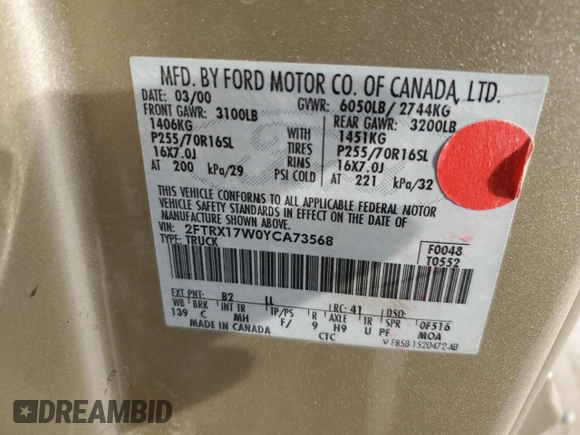 MFD. BY FORD MOTOR CO. OF CANADA, LTD.
DATE: 03/00 GVWR: 6050LB/ 2744KG
FRONT GAWR: 3100LB REAR GAWR: 3200LB
1406KG WITH 1451KG
P255/70R16SL TIRES P255/70R16SL
16X7.0J RIMS 16X7.0J
AT 200 kPa/29 PSI COLD AT 221 kPa/32
THIS VEHICLE CONFORMS TO ALL APPLICABLE FEDERAL MOTOR
VEHICLE SAFETY STANDARDS IN EFFECT ON THE DATE OF
MANUFACTURE SHOWN ABOVE.
VIN: 2FTRX17W0YCA73568
TYPE: TRUCK
F0048
T0552
EXT PNT: B2 RC: 41 DSO:
WB BRK INT TR TP/PS R AXLE TR SPR 0F516
139 C MH F/ 9 H9 U PF MOA
MADE IN CANADA CTC F85B-1520472-AB
DREAMBID